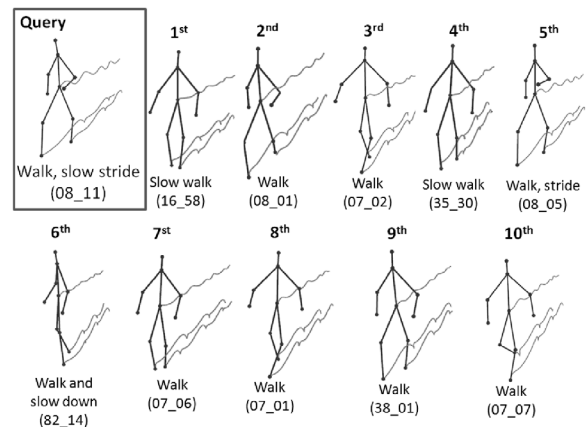 Query
Walk, slow stride
(08_11)
1st
Slow walk
(16_58)
2nd
Walk
(08_01)
3rd
Walk
(07_02)
4th
Slow walk
(35_30)
5th
Walk, stride
(08_05)
6th
Walk and
slow down
(82_14)
7st
Walk
(07_06)
8th
Walk
(07_01)
9th
Walk
(38_01)
10th
Walk
(07_07)